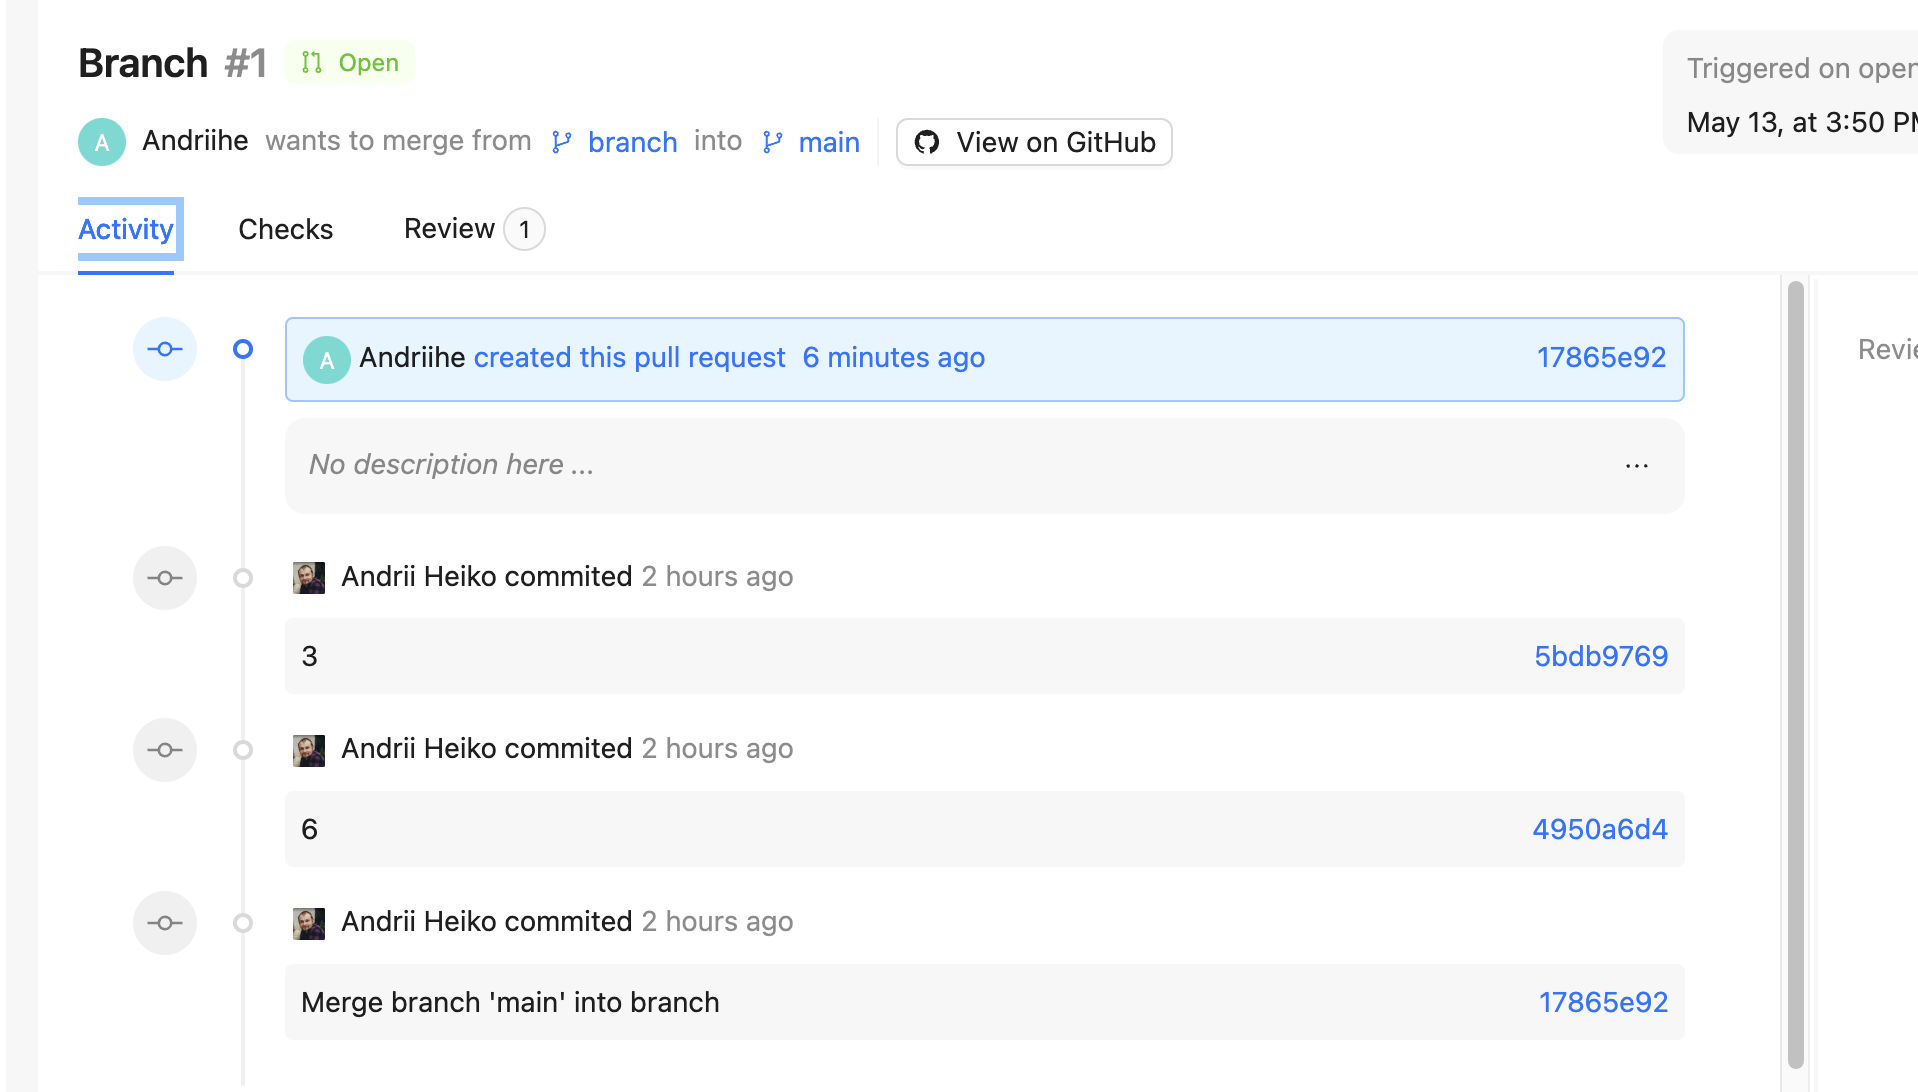 Branch #1 Open
Triggered on open
May 13, at 3:50 PM
A Andriihe wants to merge from branch into main View on GitHub
Activity Checks Review 1
A Andriihe created this pull request 6 minutes ago 17865e92
No description here ...
Andrii Heiko commited 2 hours ago
3 5bdb9769
Andrii Heiko commited 2 hours ago
6 4950a6d4
Andrii Heiko commited 2 hours ago
Merge branch 'main' into branch 17865e92